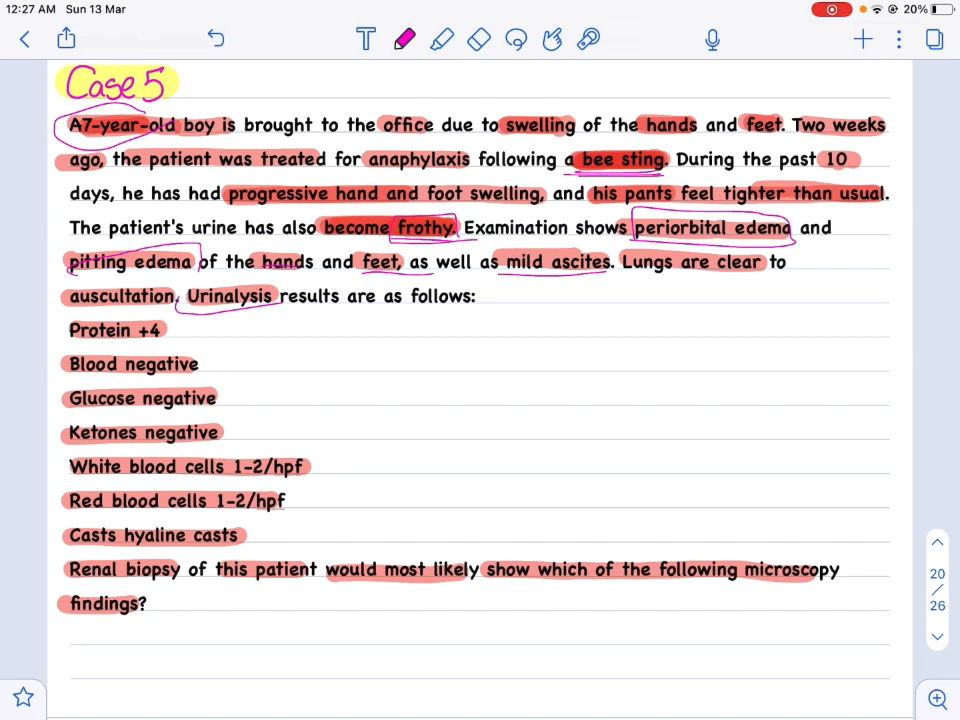 12:27 AM Sun 13 Mar 20%
T
Case 5
A7-year-old boy is brought to the office due to swelling of the hands and feet. Two weeks
ago, the patient was treated for anaphylaxis following a bee sting. During the past 10
days, he has had progressive hand and foot swelling, and his pants feel tighter than usual.
The patient's urine has also become frothy. Examination shows periorbital edema and
pitting edema of the hands and feet, as well as mild ascites. Lungs are clear to
auscultation. Urinalysis results are as follows:
Protein +4
Blood negative
Glucose negative
Ketones negative
White blood cells 1-2/hpf
Red blood cells 1-2/hpf
Casts hyaline casts
Renal biopsy of this patient would most likely show which of the following microscopy
findings?
20
/
26